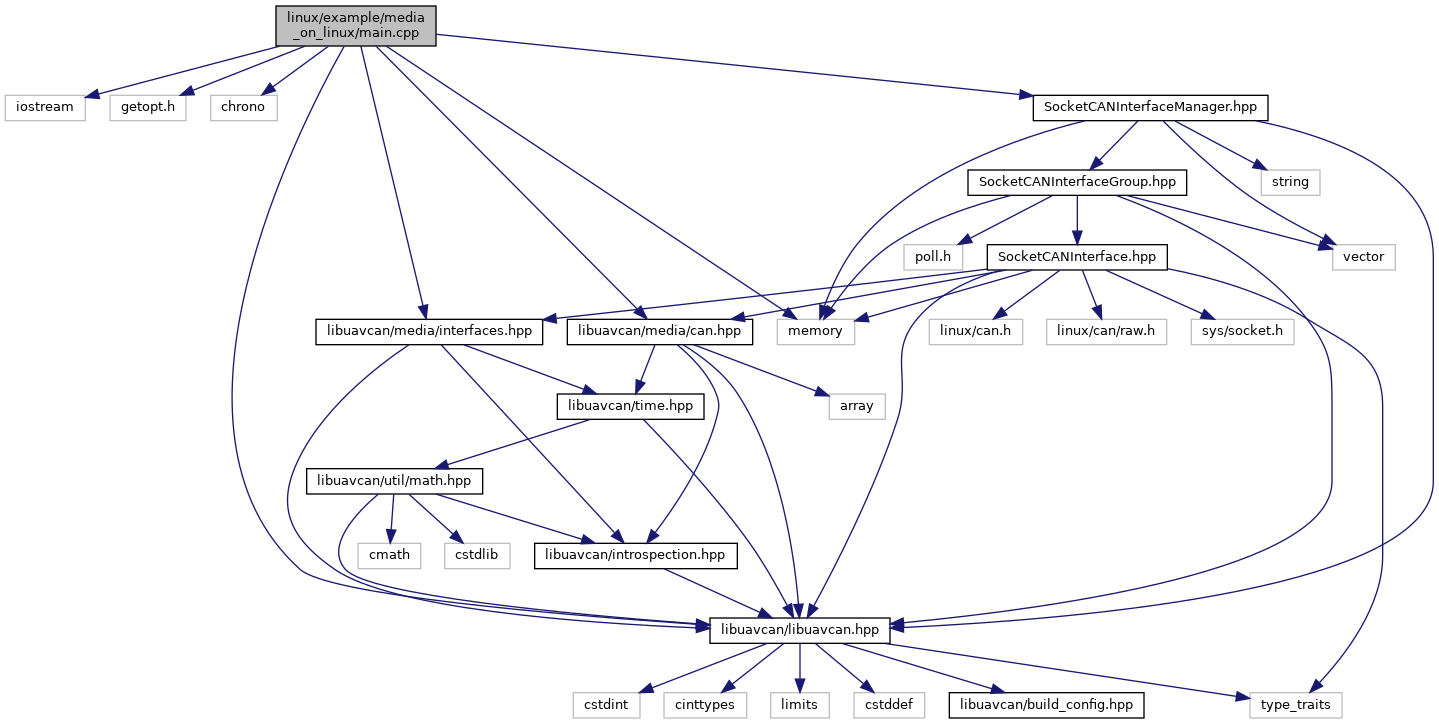 linux/example/media
_on_linux/main.cpp
iostream
getopt.h
chrono
SocketCANInterfaceManager.hpp
SocketCANInterfaceGroup.hpp
string
poll.h
SocketCANInterface.hpp
vector
libuavcan/media/interfaces.hpp
libuavcan/media/can.hpp
memory
linux/can.h
linux/can/raw.h
sys/socket.h
libuavcan/time.hpp
array
libuavcan/util/math.hpp
cmath
cstdlib
libuavcan/introspection.hpp
libuavcan/libuavcan.hpp
cstdint
cinttypes
limits
cstddef
libuavcan/build_config.hpp
type_traits